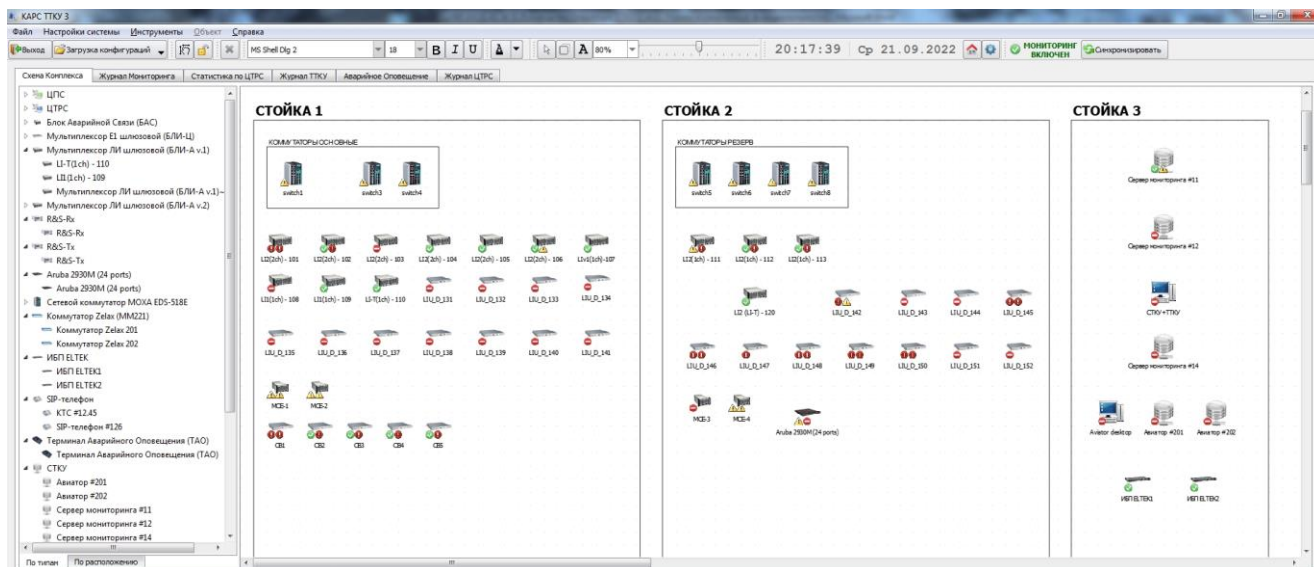 КАРС ТТКУ 3
Файл Настройки системы Инструменты Объект Справка
Выход Загрузка конфигураций MS Shell Dlg 2 18 B I U A A 80% 20:17:39 Ср 21.09.2022 МОНИТОРИНГ ВКЛЮЧЕН Синхронизировать
Схема Комплекса Журнал Мониторинга Статистика по ЦТРС Журнал ТТКУ Аварийное Оповещение Журнал ЦТРС
ЦПС
ЦТРС
Блок Аварийной Связи (БАС)
Мультиплексор Е1 шлюзовой (БЛИ-Ц)
Мультиплексор ЛИ шлюзовой (БЛИ-А v.1)
LI-T(1ch) - 110
LI1(1ch) - 109
Мультиплексор ЛИ шлюзовой (БЛИ-А v.1)~
Мультиплексор ЛИ шлюзовой (БЛИ-А v.2)
R&S-Rx
R&S-Rx
R&S-Tx
R&S-Tx
Aruba 2930M (24 ports)
Aruba 2930M (24 ports)
Сетевой коммутатор MOXA EDS-518E
Коммутатор Zelax (MM221)
Коммутатор Zelax 201
Коммутатор Zelax 202
ИБП ELTEK
ИБП ELTEK1
ИБП ELTEK2
SIP-телефон
КТС #12.45
SIP-телефон #126
Терминал Аварийного Оповещения (ТАО)
Терминал Аварийного Оповещения (ТАО)
СТКУ
Авиатор #201
Авиатор #202
Сервер мониторинга #11
Сервер мониторинга #12
Сервер мониторинга #14
По типам По расположению
СТОЙКА 1
КОММУТАТОРЫ ОСНОВНЫЕ
switch1 switch3 switch4
LI2(2ch) - 101 LI2(2ch) - 102 LI2(2ch) - 103 LI2(2ch) - 104 LI2(2ch) - 105 LI2(2ch) - 106 LIv1(1ch)-107
LI1(1ch) - 108 LI1(1ch) - 109 LI-T(1ch) - 110 LIU_D_131 LIU_D_132 LIU_D_133 LIU_D_134
LIU_D_135 LIU_D_136 LIU_D_137 LIU_D_138 LIU_D_139 LIU_D_140 LIU_D_141
МСЕ-1 МСЕ-2
СВ1 СВ2 СВ3 СВ4 СВ5
СТОЙКА 2
КОММУТАТОРЫ РЕЗЕРВ
switch5 switch6 switch7 switch8
LI2(1ch) -111 LI2(1ch) - 112 LI2(1ch) - 113
LI2 (LI-T) - 120 LIU_D_142 LIU_D_143 LIU_D_144 LIU_D_145
LIU_D_146 LIU_D_147 LIU_D_148 LIU_D_149 LIU_D_150 LIU_D_151 LIU_D_152
МСЕ-3 МСЕ-4 Aruba 2930M(24 ports)
СТОЙКА 3
Сервер мониторинга #11
Сервер мониторинга #12
СТКУ+ТТКУ
Сервер мониторинга #14
Aviator desktop Авиатор #201 Авиатор #202
ИБП ELTEK1 ИБП ELTEK2